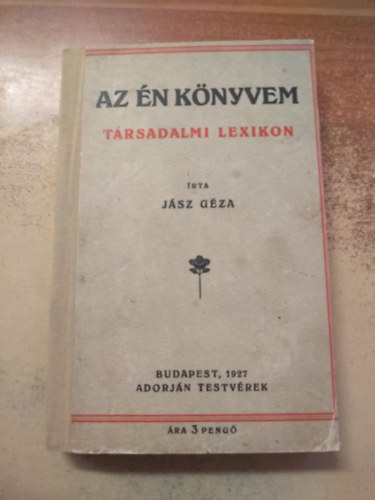 AZ ÉN KÖNYVEM
TÁRSADALMI LEXIKON
ÍRTA
JÁSZ GÉZA
BUDAPEST, 1927
ADORJÁN TESTVÉREK
ÁRA 3 PENGŐ